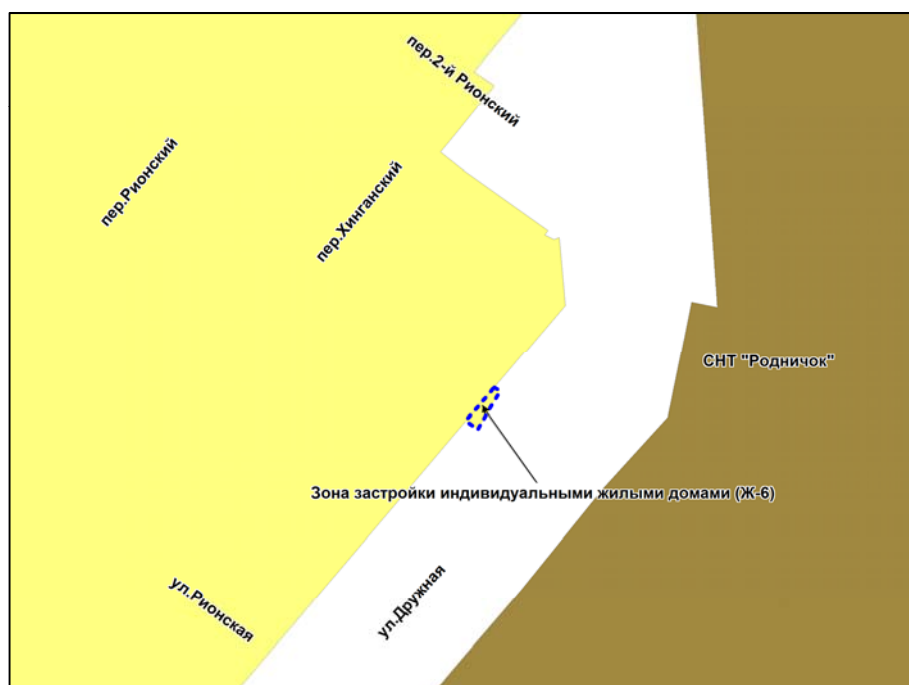 пер.2-й Рионский
пер.Рионский
пер.Хинганский
СНТ "Родничок"
Зона застройки индивидуальными жилыми домами (Ж-6)
ул.Рионская
ул.Дружная